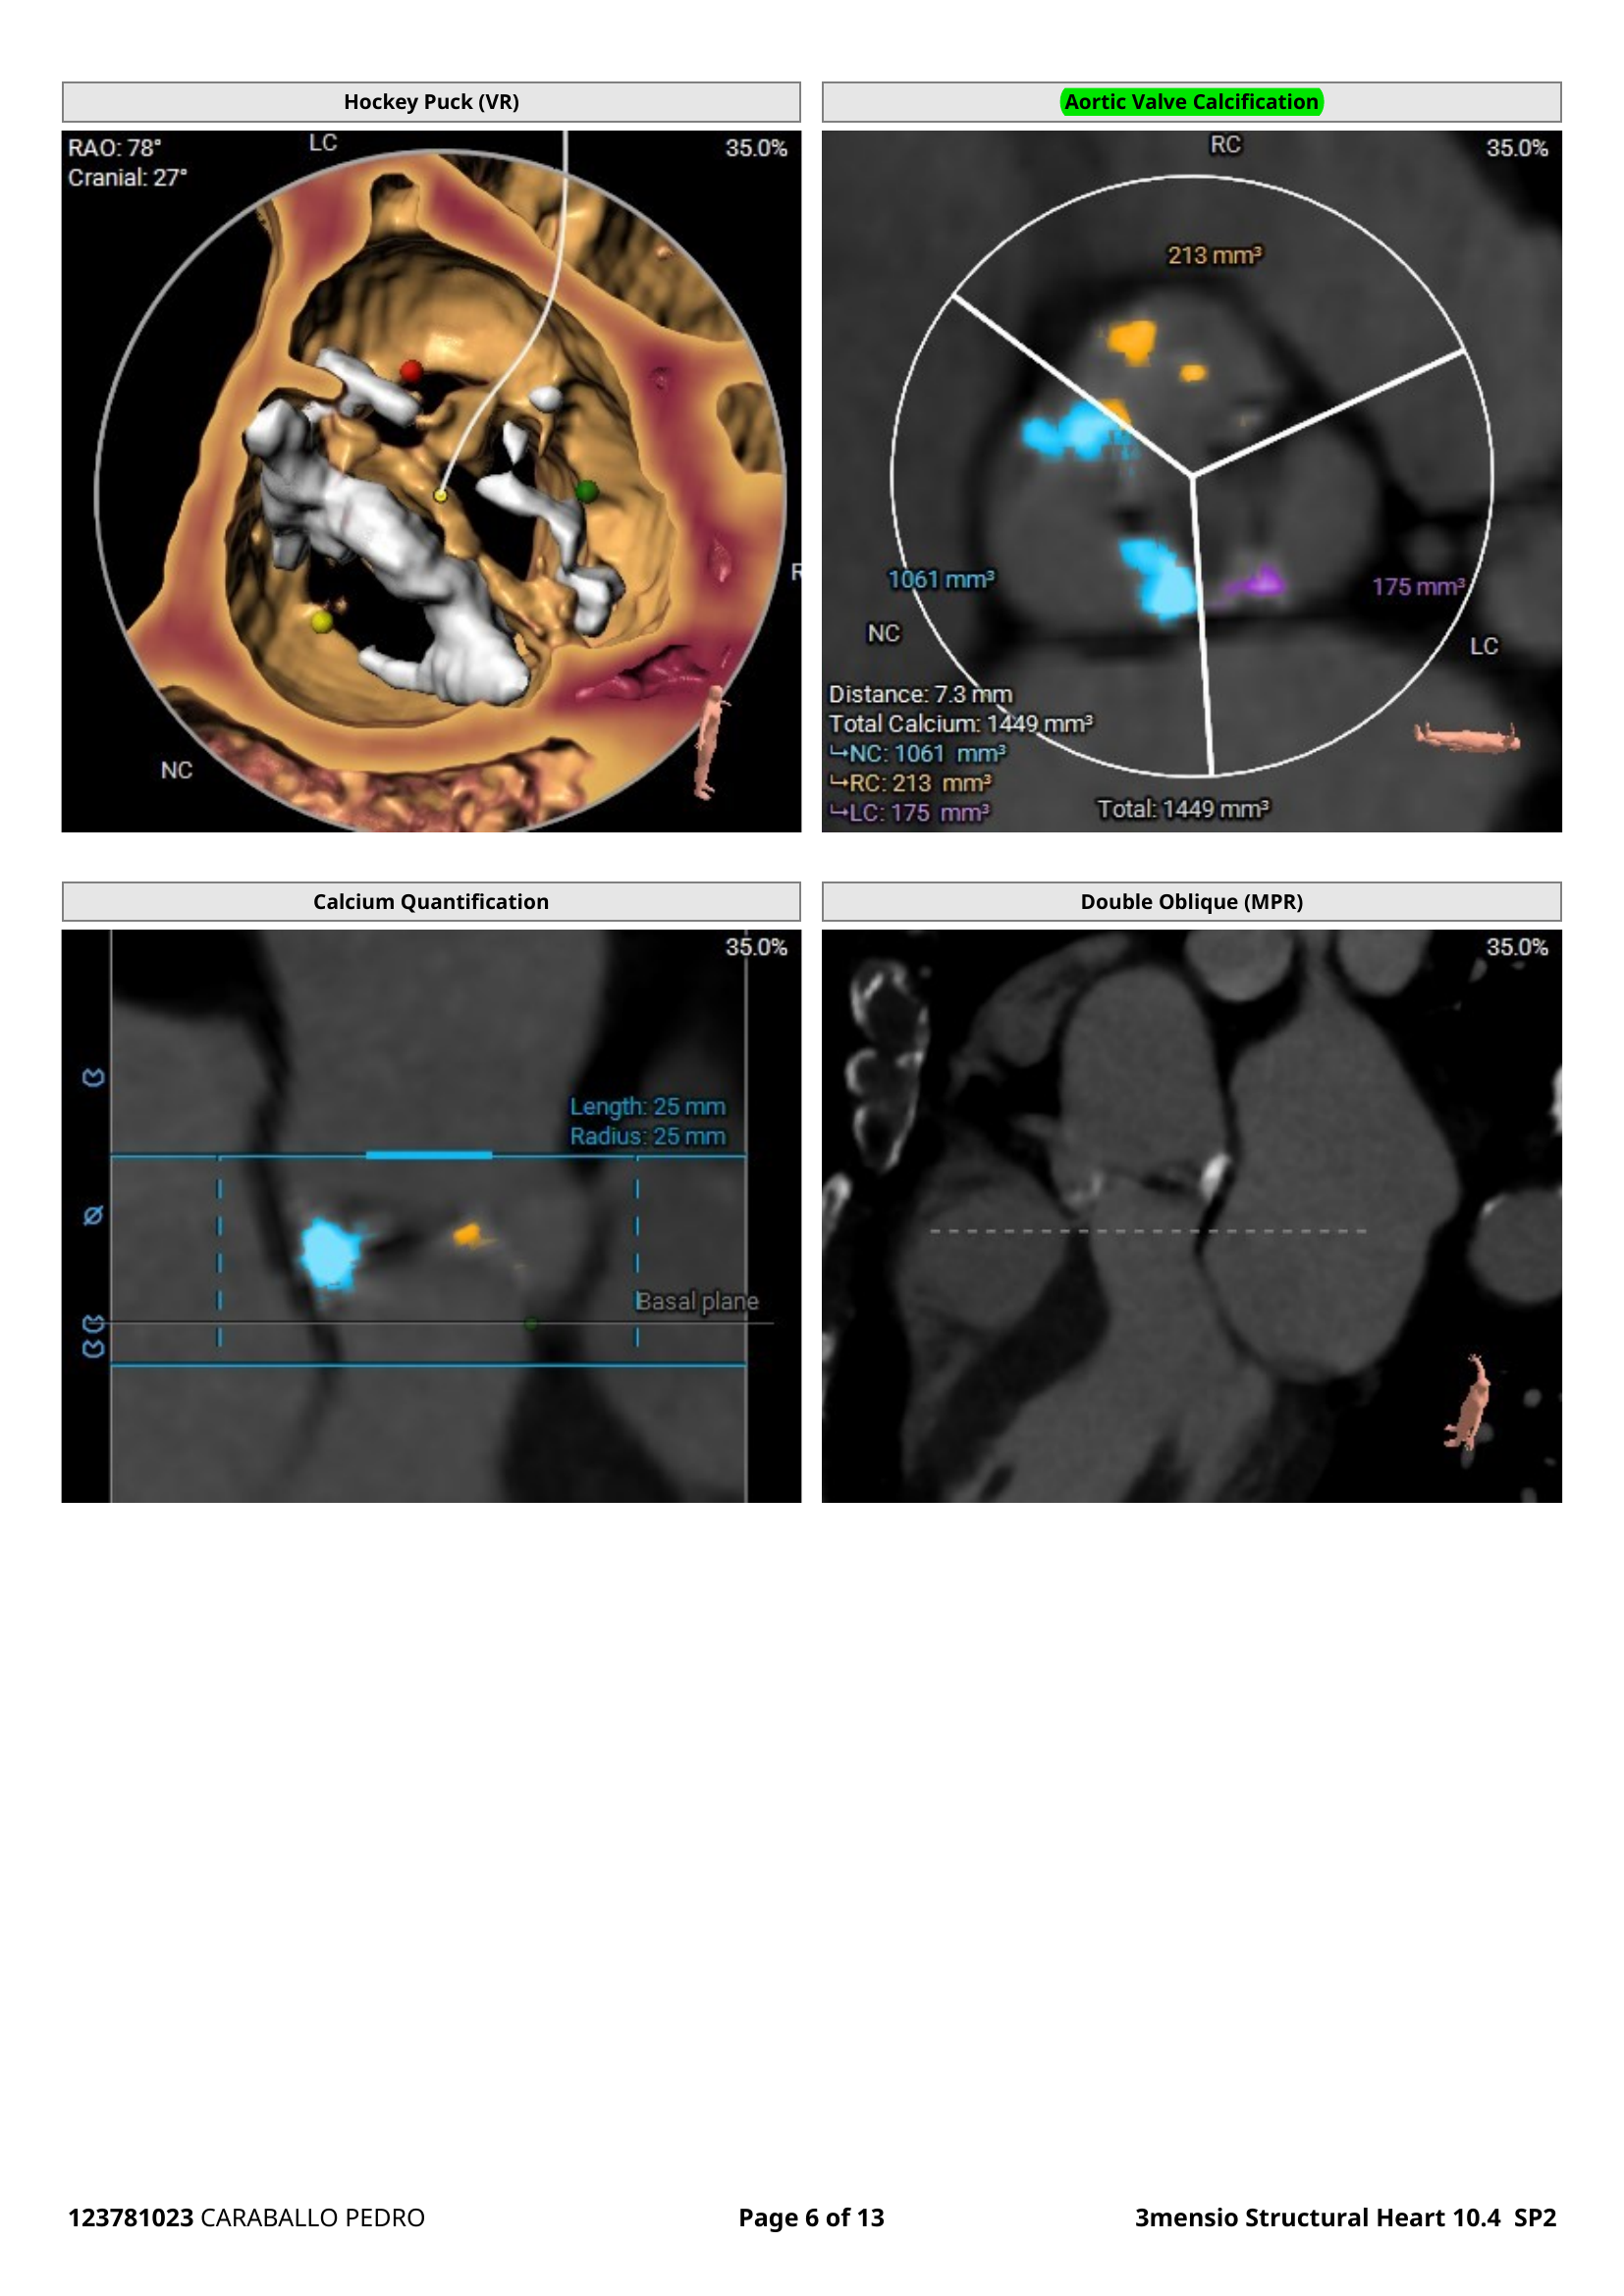 Hockey Puck (VR)
RAO: 78°
Cranial: 27°
LC
35.0%
R
NC
Aortic Valve Calcification
RC
35.0%
213 mm³
1061 mm³
175 mm³
NC
LC
Distance: 7.3 mm
Total Calcium: 1449 mm³
↳NC: 1061 mm³
↳RC: 213 mm³
↳LC: 175 mm³
Total: 1449 mm³
Calcium Quantification
35.0%
Length: 25 mm
Radius: 25 mm
Basal plane
Double Oblique (MPR)
35.0%
123781023 CARABALLO PEDRO
Page 6 of 13
3mensio Structural Heart 10.4 SP2